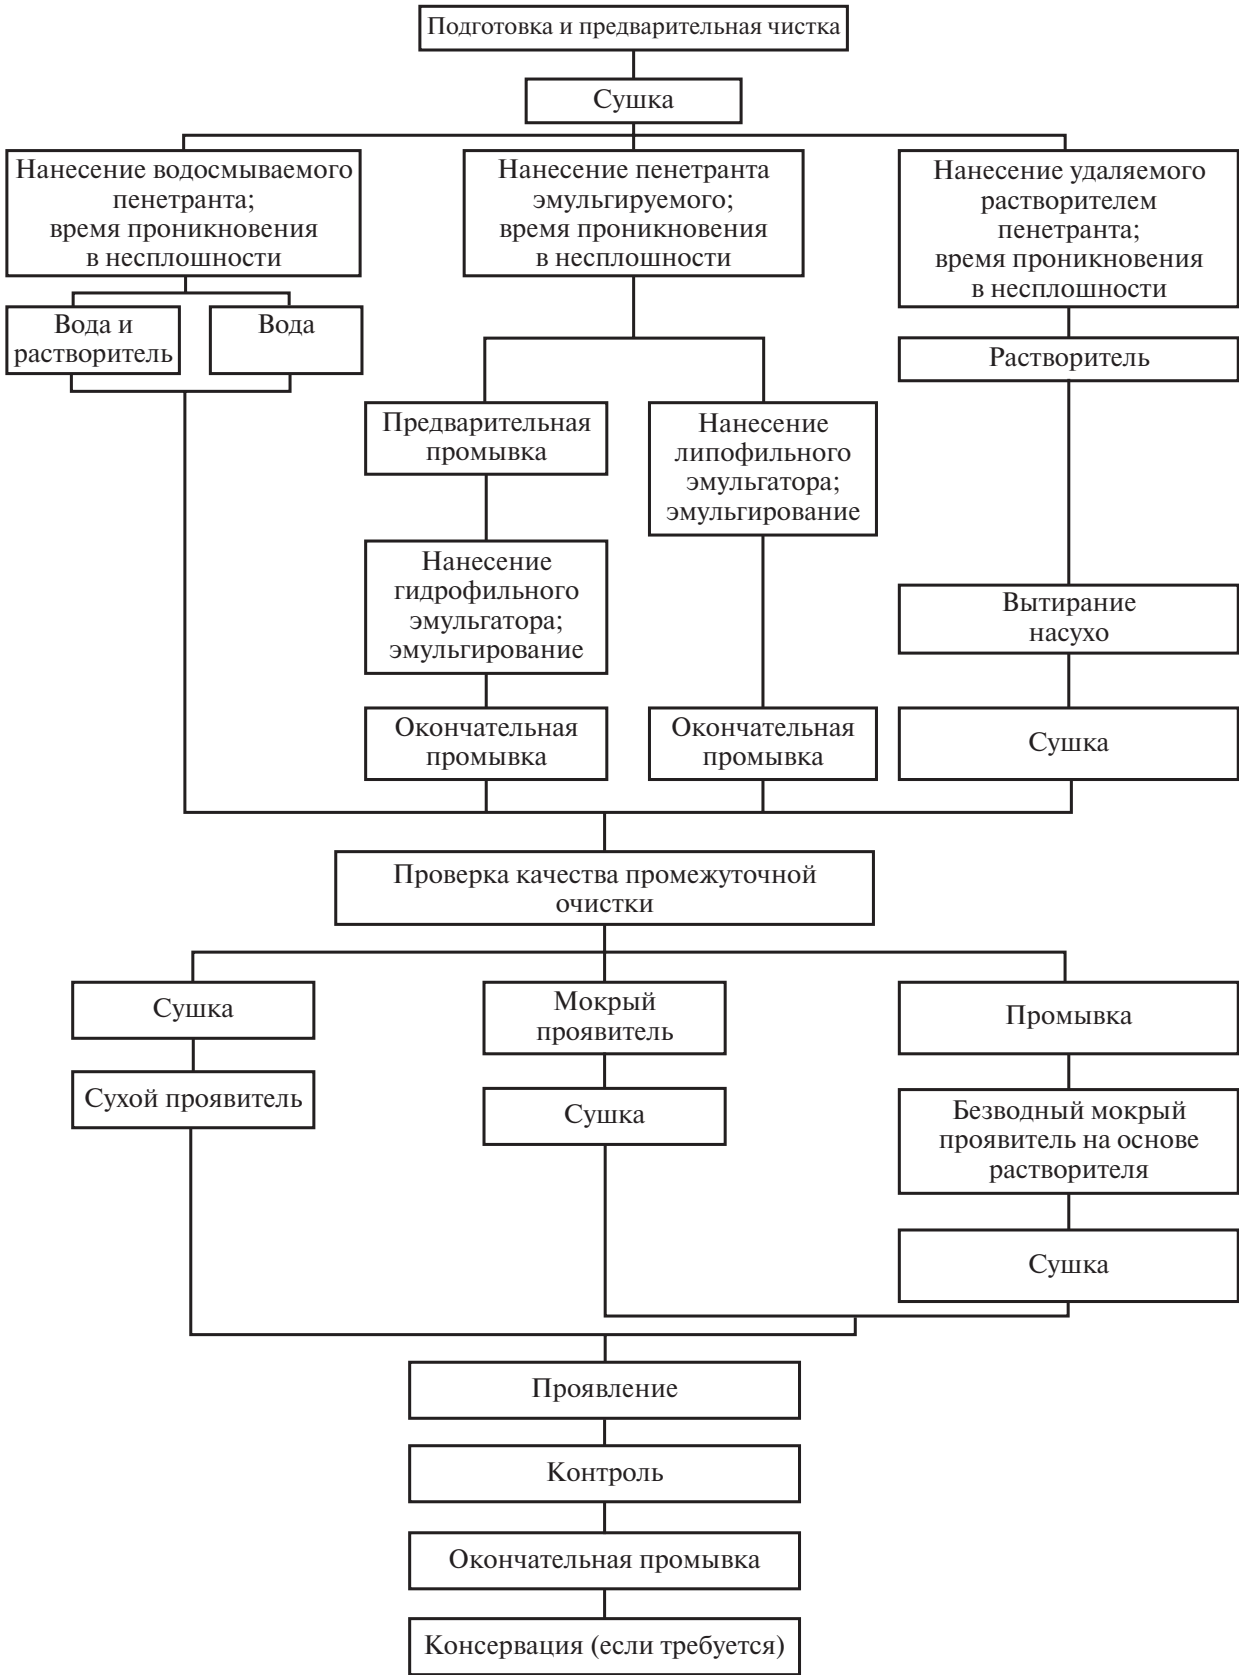 Подготовка и предварительная чистка
Сушка
Нанесение водосмываемого
пенетранта;
время проникновения
в несплошности
Нанесение пенетранта
эмульгируемого;
время проникновения
в несплошности
Нанесение удаляемого
растворителем
пенетранта;
время проникновения
в несплошности
Вода и
растворитель
Вода
Растворитель
Предварительная
промывка
Нанесение
липофильного
эмульгатора;
эмульгирование
Нанесение
гидрофильного
эмульгатора;
эмульгирование
Вытирание
насухо
Окончательная
промывка
Окончательная
промывка
Сушка
Проверка качества промежуточной
очистки
Сушка
Мокрый
проявитель
Промывка
Сухой проявитель
Сушка
Безводный мокрый
проявитель на основе
растворителя
Сушка
Проявление
Контроль
Окончательная промывка
Консервация (если требуется)